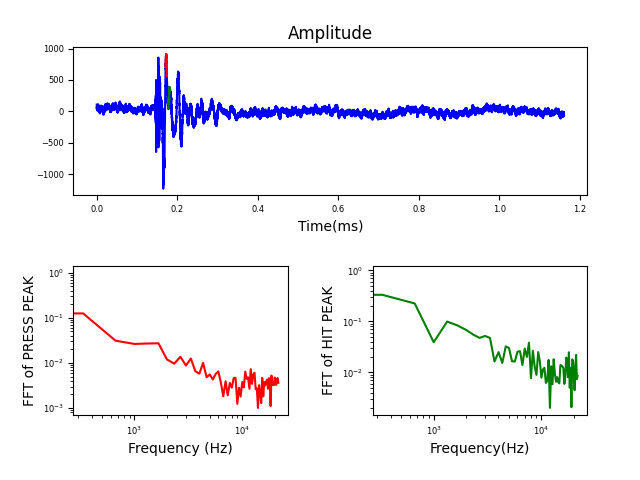 Amplitude
1000
500
0
−500
−1000
0.0 0.2 0.4 0.6 0.8 1.0 1.2
Time(ms)
FFT of PRESS PEAK
10⁰
10⁻¹
10⁻²
10⁻³
10³ 10⁴
Frequency (Hz)
FFT of HIT PEAK
10⁰
10⁻¹
10⁻²
10³ 10⁴
Frequency(Hz)